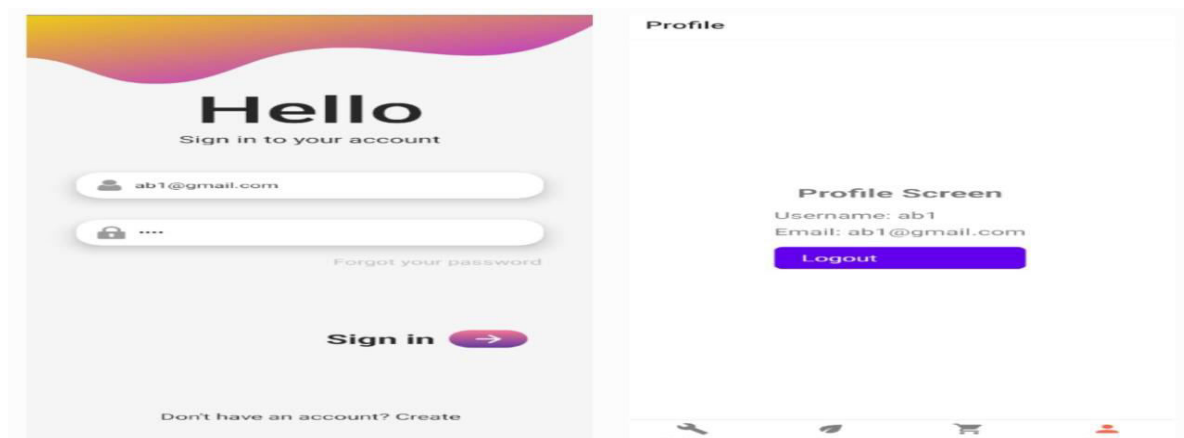 Hello
Sign in to your account
ab1@gmail.com
····
Forgot your password
Sign in
Don't have an account? Create
Profile
Profile Screen
Username: ab1
Email: ab1@gmail.com
Logout